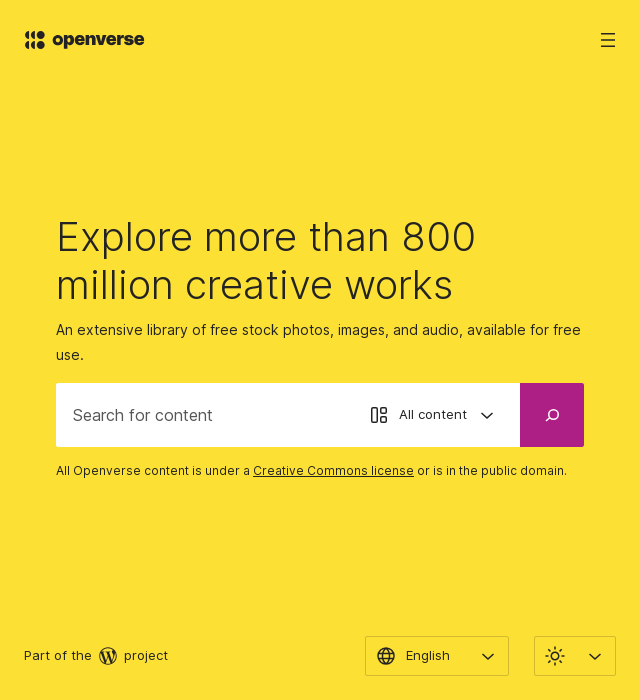 openverse
Explore more than 800
million creative works
An extensive library of free stock photos, images, and audio, available for free
use.
Search for content All content
All Openverse content is under a Creative Commons license or is in the public domain.
Part of the project English